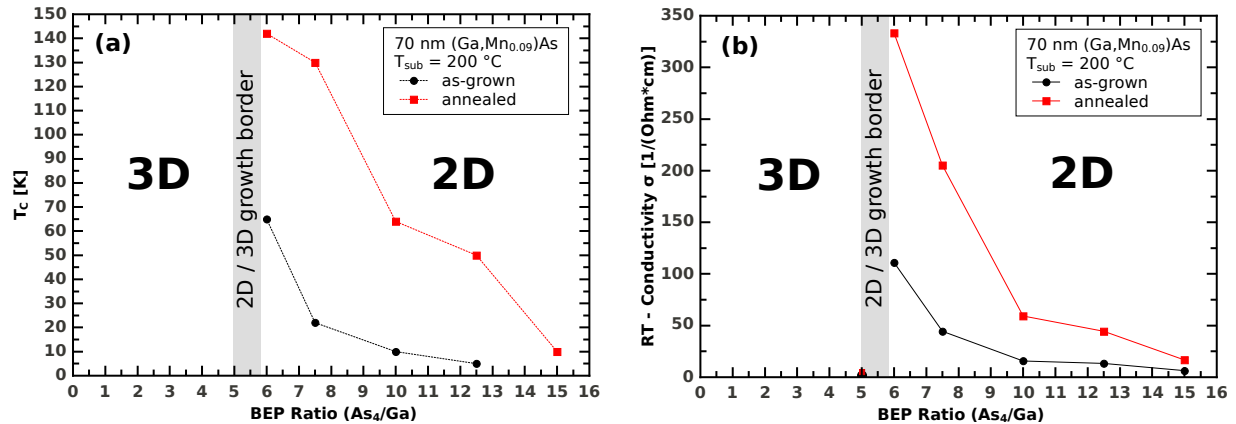 (a)
70 nm (Ga,Mn0.09)As
Tsub = 200 °C
as-grown
annealed
2D / 3D growth border
3D
2D
TC [K]
150
140
130
120
110
100
90
80
70
60
50
40
30
20
10
0
0 1 2 3 4 5 6 7 8 9 10 11 12 13 14 15 16
BEP Ratio (As4/Ga)
(b)
70 nm (Ga,Mn0.09)As
Tsub = 200 °C
as-grown
annealed
2D / 3D growth border
3D
2D
RT - Conductivity σ [1/(Ohm*cm)]
350
300
250
200
150
100
50
0
0 1 2 3 4 5 6 7 8 9 10 11 12 13 14 15 16
BEP Ratio (As4/Ga)